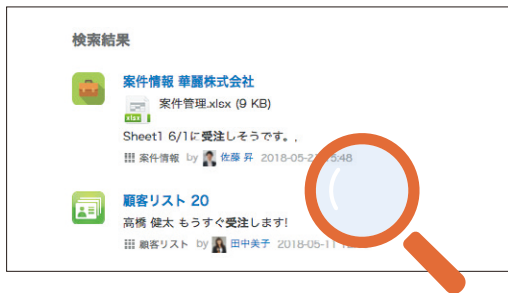 検索結果
案件情報 華麗株式会社
案件管理.xlsx (9 KB)
xlsx
Sheet1 6/1に受注しそうです。.
案件情報 by 佐藤 昇 2018-05-21 15:48
顧客リスト 20
高橋 健太 もうすぐ受注します!
顧客リスト by 田中美子 2018-05-11